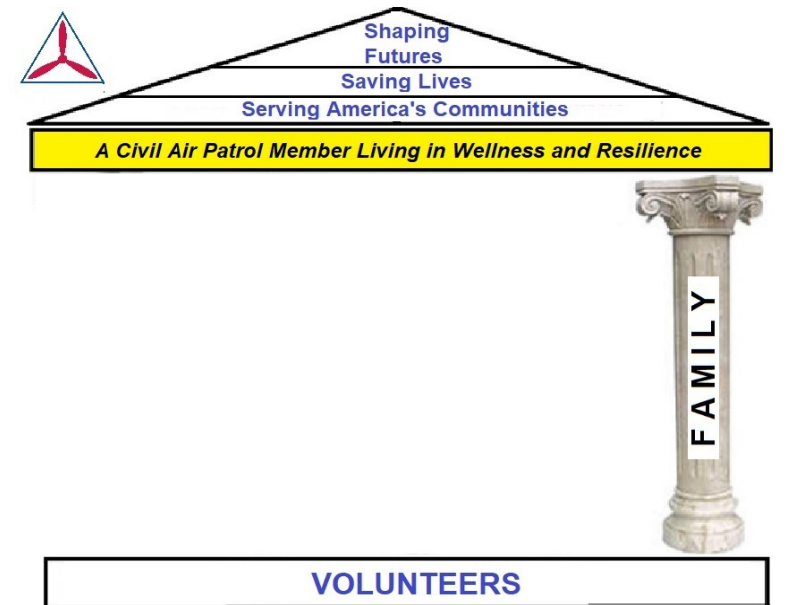 Shaping
Futures
Saving Lives
Serving America's Communities
A Civil Air Patrol Member Living in Wellness and Resilience
FAMILY
VOLUNTEERS